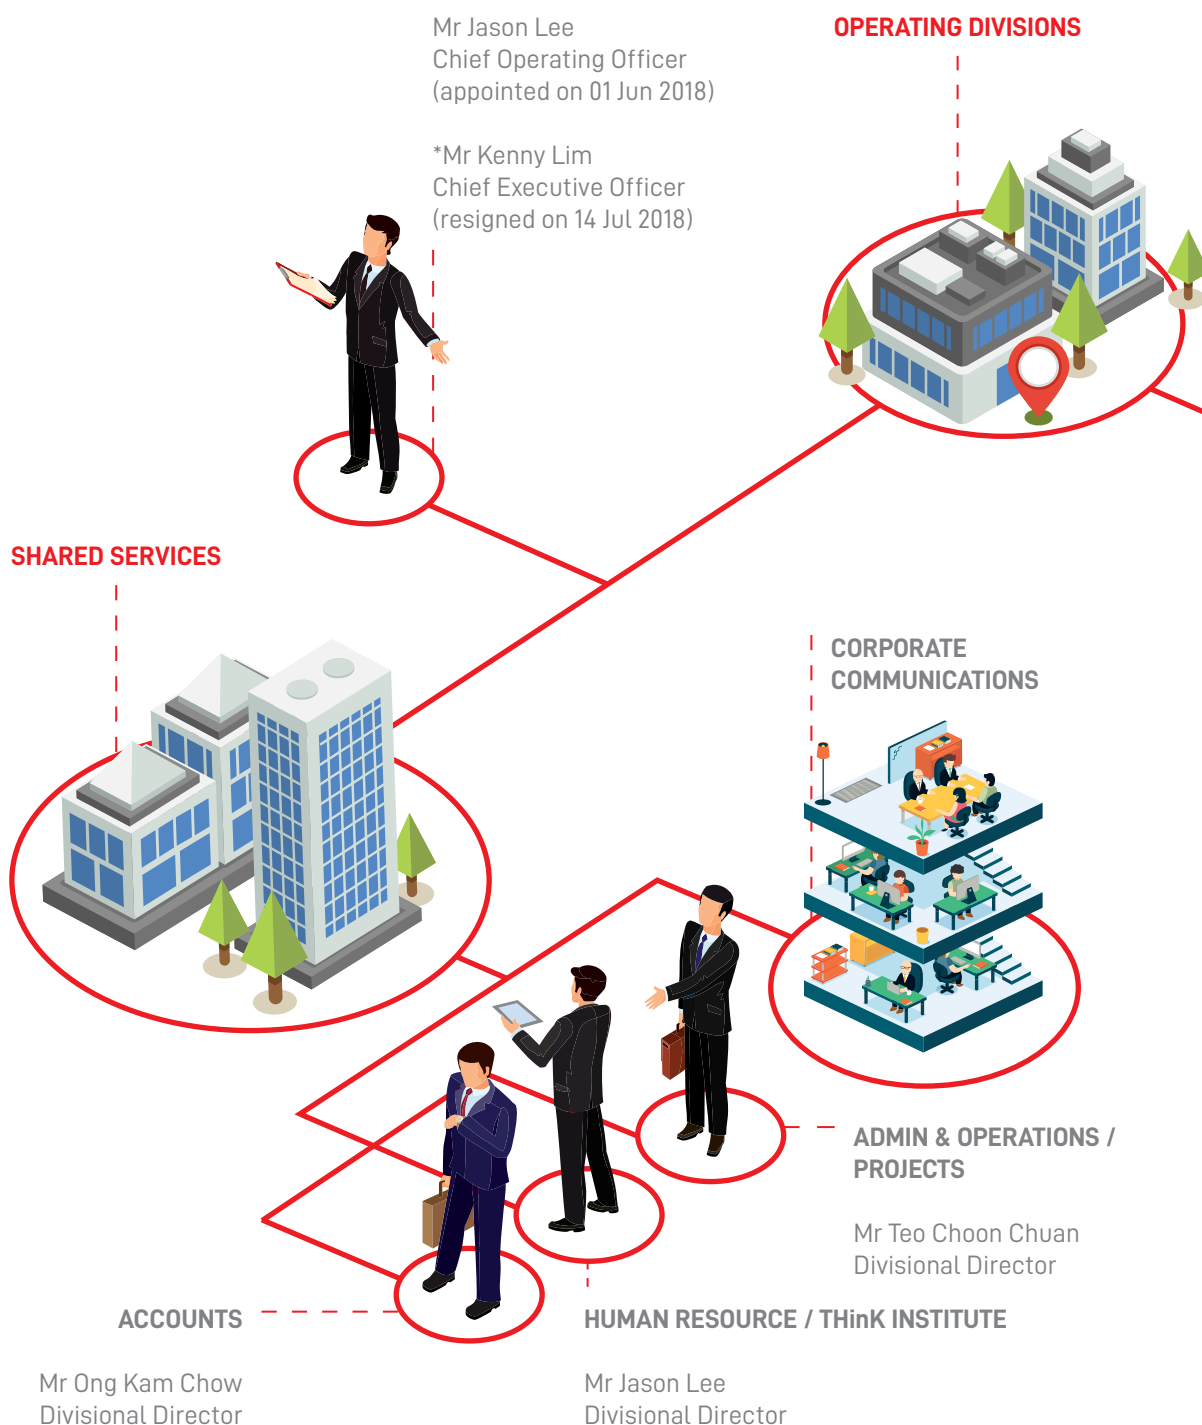 Mr Jason Lee
Chief Operating Officer
(appointed on 01 Jun 2018)
*Mr Kenny Lim
Chief Executive Officer
(resigned on 14 Jul 2018)
OPERATING DIVISIONS
SHARED SERVICES
CORPORATE
COMMUNICATIONS
ADMIN & OPERATIONS /
PROJECTS
Mr Teo Choon Chuan
Divisional Director
ACCOUNTS
Mr Ong Kam Chow
Divisional Director
HUMAN RESOURCE / THinK INSTITUTE
Mr Jason Lee
Divisional Director